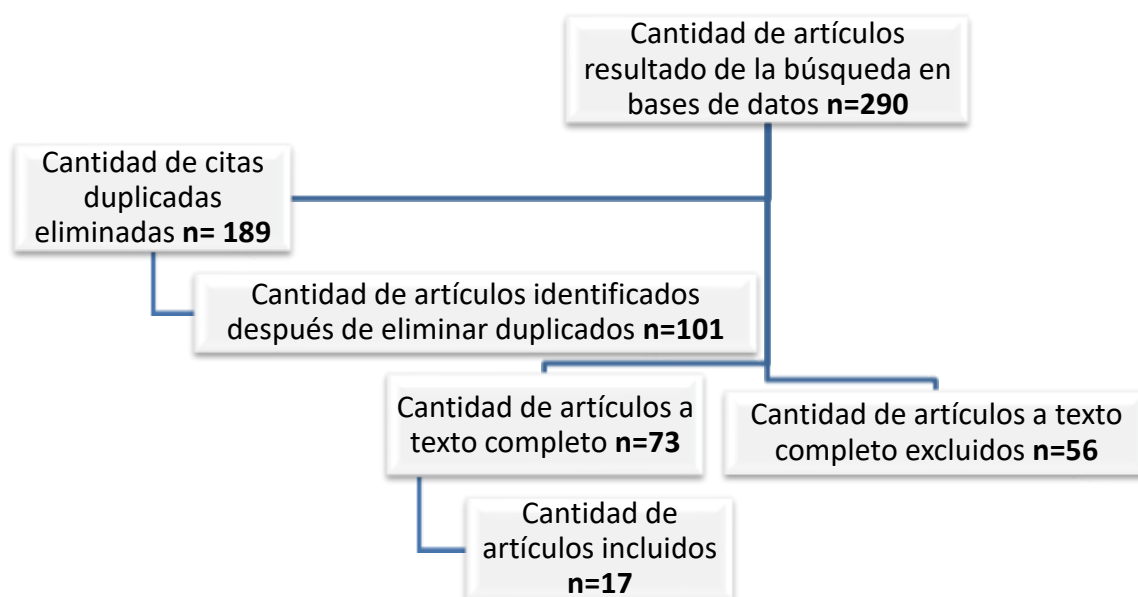 Cantidad de artículos
resultado de la búsqueda en
bases de datos n=290
Cantidad de citas
duplicadas
eliminadas n= 189
Cantidad de artículos identificados
después de eliminar duplicados n=101
Cantidad de artículos a
texto completo n=73
Cantidad de artículos a texto
completo excluidos n=56
Cantidad de
artículos incluidos
n=17